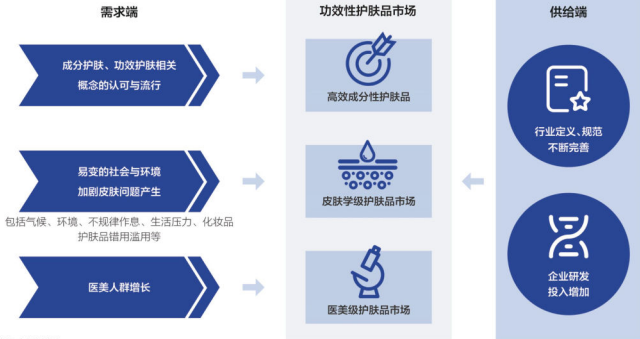 需求端
功效性护肤品市场
供给端
成分护肤、功效护肤相关
概念的认可与流行
高效成分性护肤品
行业定义、规范
不断完善
易变的社会与环境
加剧皮肤问题产生
包括气候、环境、不规律作息、生活压力、化妆品
护肤品错用滥用等
皮肤学级护肤品市场
医美人群增长
医美级护肤品市场
企业研发
投入增加